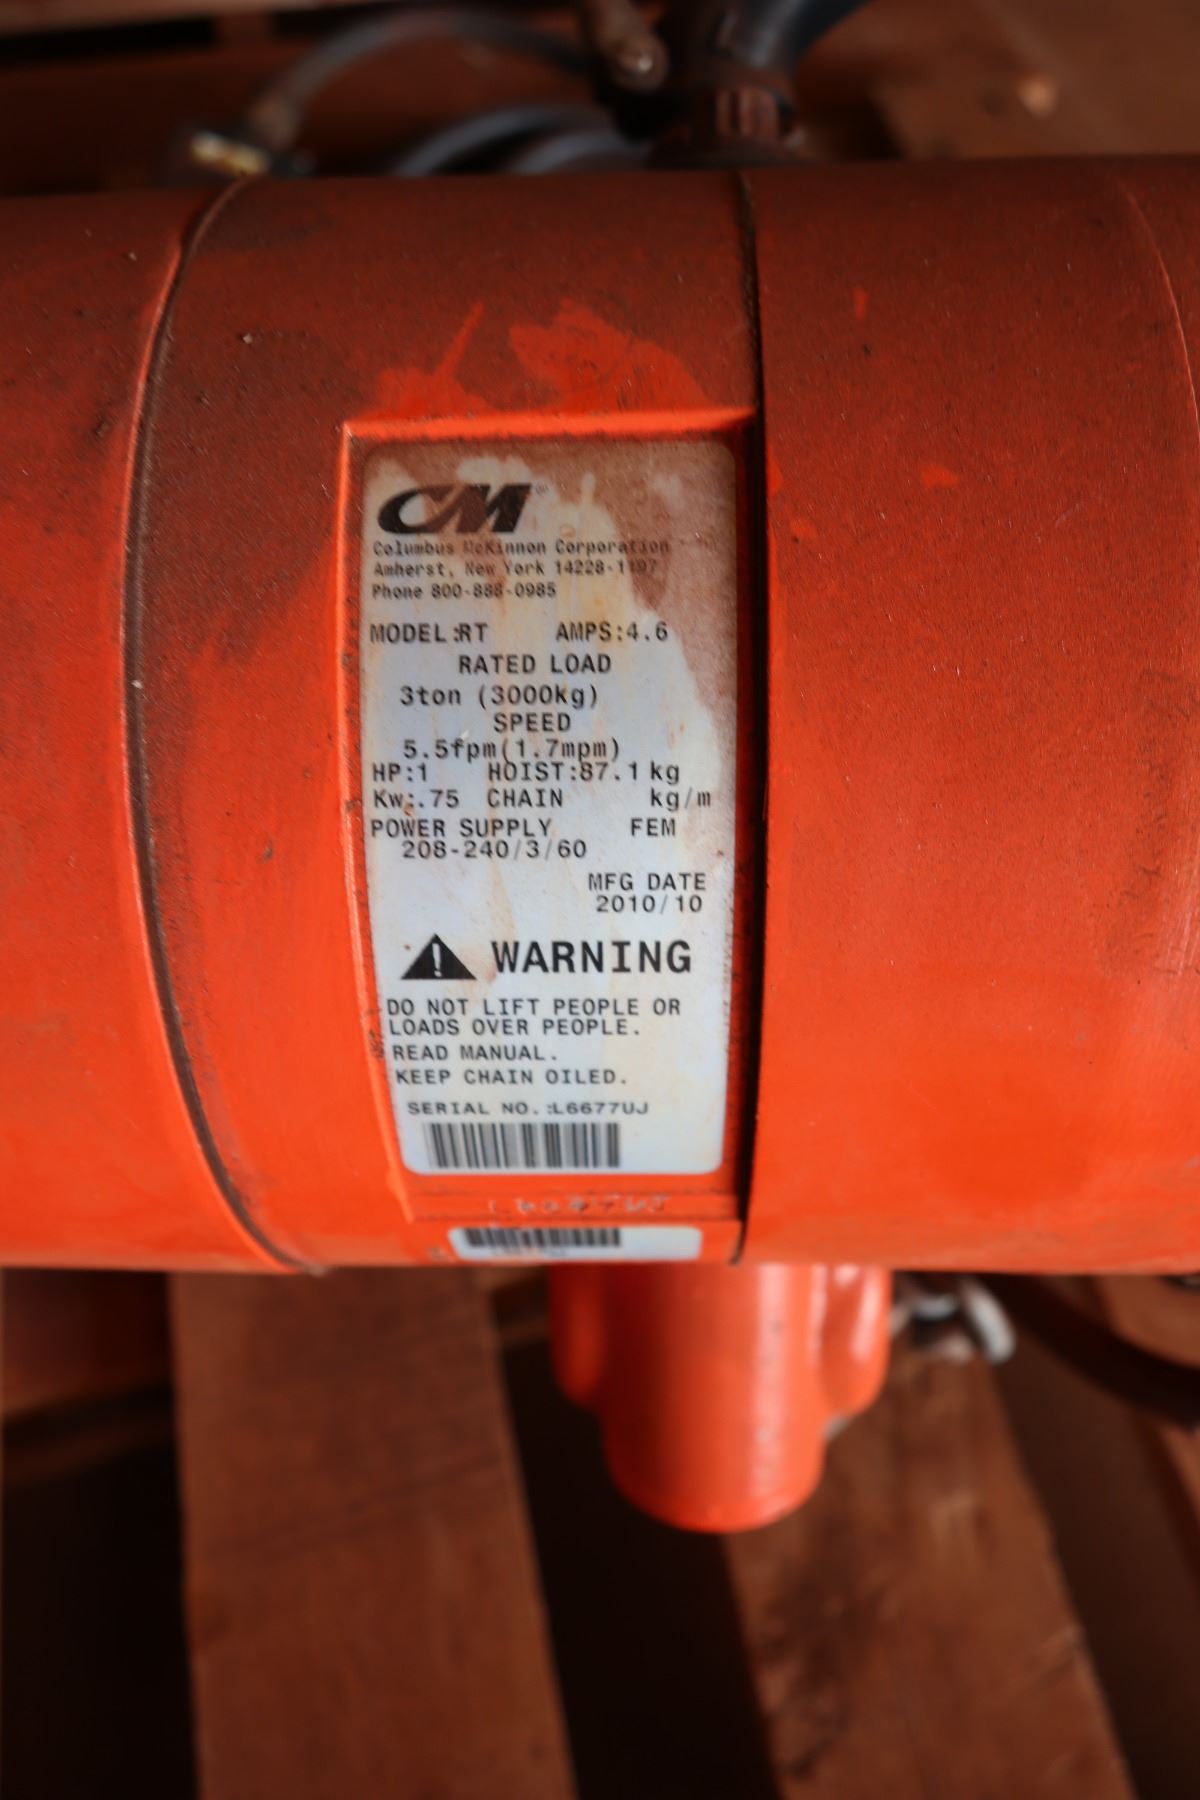 CM
Columbus McKinnon Corporation
Amherst, New York 14228-1197
Phone 800-888-0985
MODEL:RT AMPS:4.6
RATED LOAD
3ton (3000kg)
SPEED
5.5fpm(1.7mpm)
HP:1 HOIST:87.1kg
Kw:.75 CHAIN kg/m
POWER SUPPLY FEM
208-240/3/60
MFG DATE
2010/10
WARNING
DO NOT LIFT PEOPLE OR
LOADS OVER PEOPLE.
READ MANUAL.
KEEP CHAIN OILED.
SERIAL NO.:L6677UJ